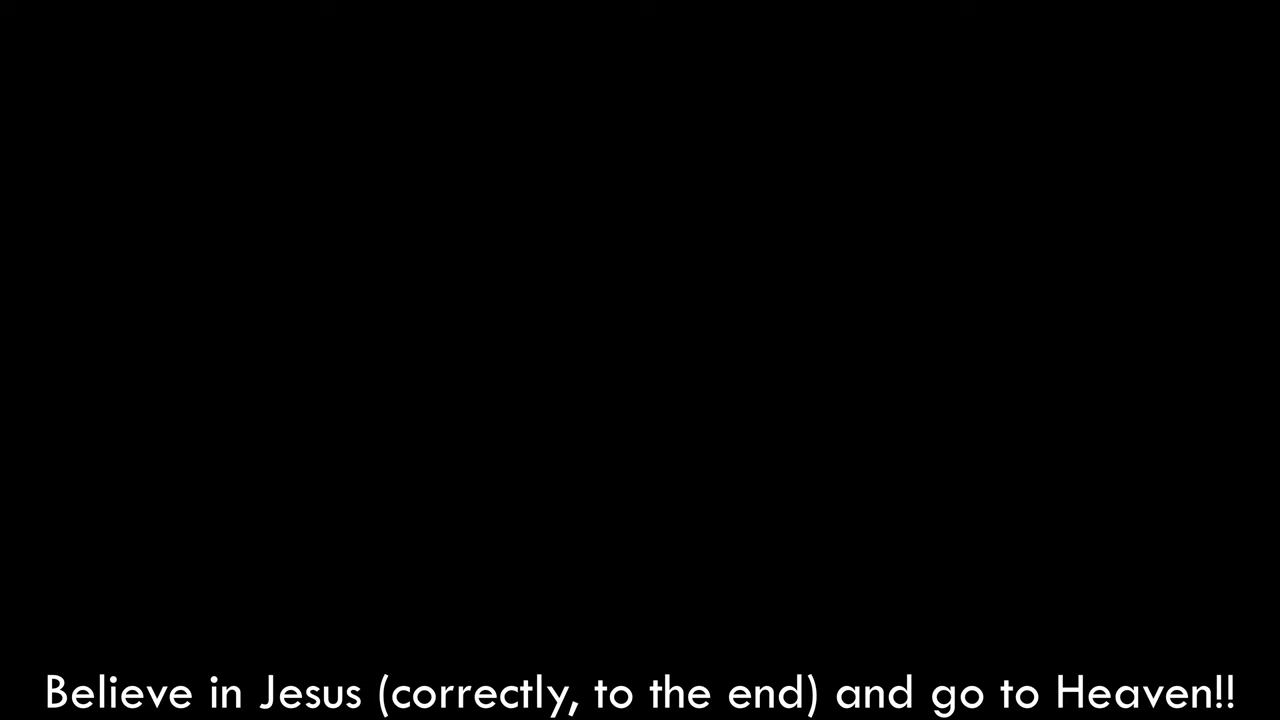 Believe in Jesus (correctly, to the end) and go to Heaven!!